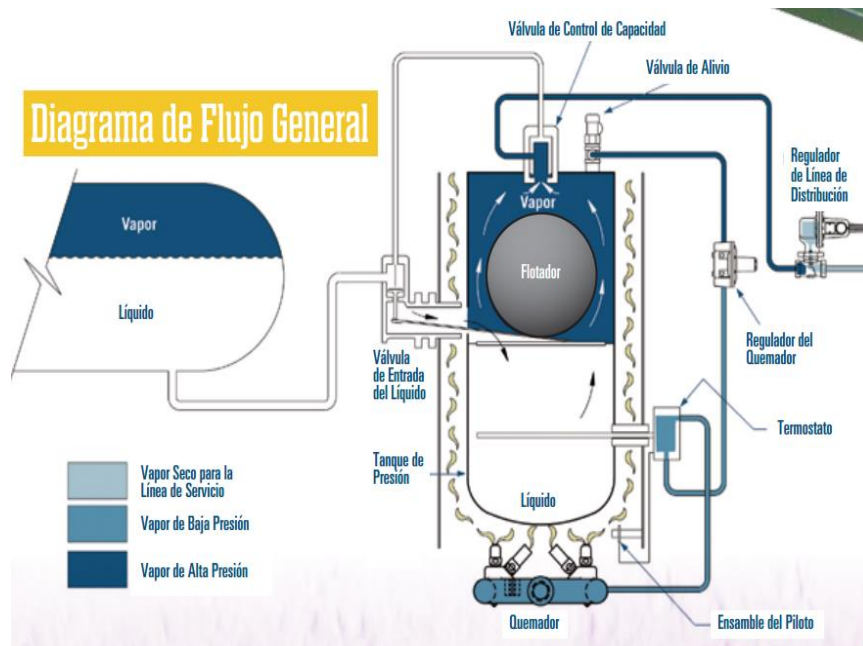 Válvula de Control de Capacidad
Válvula de Alivio
Diagrama de Flujo General
Regulador
de Línea de
Distribución
Vapor
Vapor
Flotador
Líquido
Regulador del
Quemador
Válvula
de Entrada
del Líquido
Termostato
Tanque de
Presión
Vapor Seco para la
Línea de Servicio
Líquido
Vapor de Baja Presión
Vapor de Alta Presión
Quemador
Ensamble del Piloto